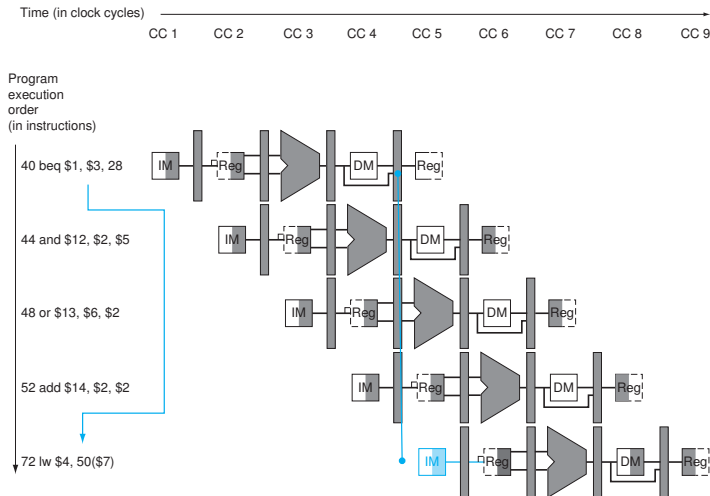 Time (in clock cycles)
CC 1 CC 2 CC 3 CC 4 CC 5 CC 6 CC 7 CC 8 CC 9
Program
execution
order
(in instructions)
40 beq $1, $3, 28
IM Reg DM Reg
44 and $12, $2, $5
IM Reg DM Reg
48 or $13, $6, $2
IM Reg DM Reg
52 add $14, $2, $2
IM Reg DM Reg
72 lw $4, 50($7)
IM Reg DM Reg